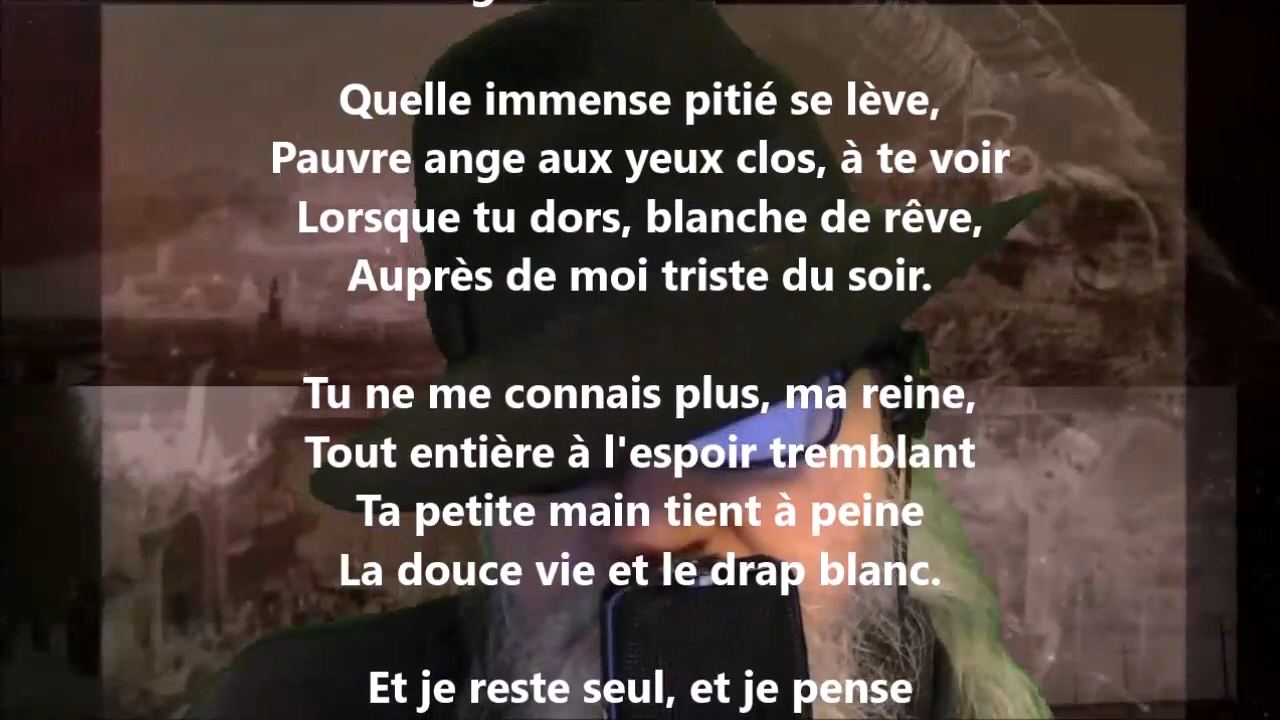 Quelle immense pitié se lève,
Pauvre ange aux yeux clos, à te voir
Lorsque tu dors, blanche de rêve,
Auprès de moi triste du soir.
Tu ne me connais plus, ma reine,
Tout entière à l'espoir tremblant
Ta petite main tient à peine
La douce vie et le drap blanc.
Et je reste seul, et je pense